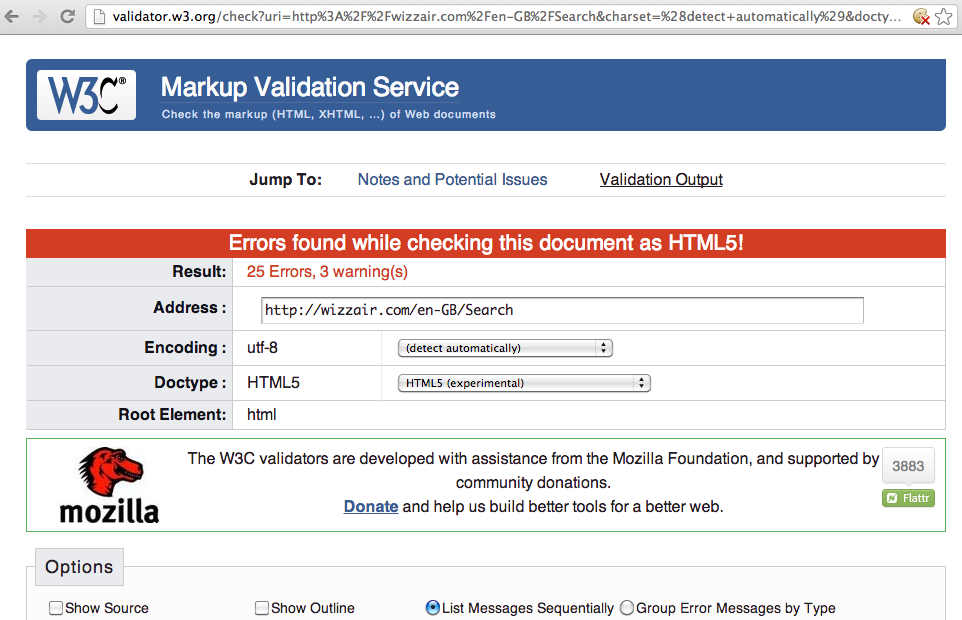 validator.w3.org/check?uri=http%3A%2F%2Fwizzair.com%2Fen-GB%2FSearch&charset=%28detect+automatically%29&docty...
W3C®
Markup Validation Service
Check the markup (HTML, XHTML, ...) of Web documents
Jump To: Notes and Potential Issues Validation Output
Errors found while checking this document as HTML5!
Result: 25 Errors, 3 warning(s)
Address : http://wizzair.com/en-GB/Search
Encoding : utf-8 (detect automatically)
Doctype : HTML5 HTML5 (experimental)
Root Element: html
mozilla
The W3C validators are developed with assistance from the Mozilla Foundation, and supported by
community donations.
Donate and help us build better tools for a better web.
3883
Flattr
Options
Show Source Show Outline List Messages Sequentially Group Error Messages by Type